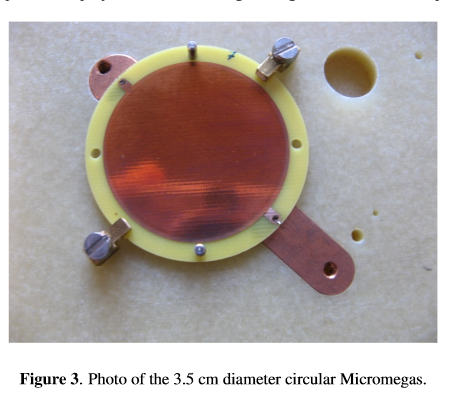 Figure 3. Photo of the 3.5 cm diameter circular Micromegas.